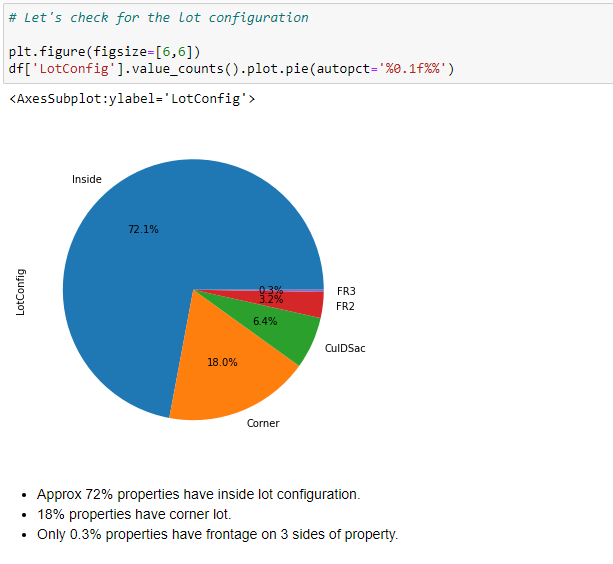 # Let's check for the lot configuration
plt.figure(figsize=[6,6])
df['LotConfig'].value_counts().plot.pie(autopct='%0.1f%%')
<AxesSubplot:ylabel='LotConfig'>
Inside
72.1%
LotConfig
0.3%
FR3
3.2%
FR2
6.4%
CulDSac
18.0%
Corner
• Approx 72% properties have inside lot configuration.
• 18% properties have corner lot.
• Only 0.3% properties have frontage on 3 sides of property.